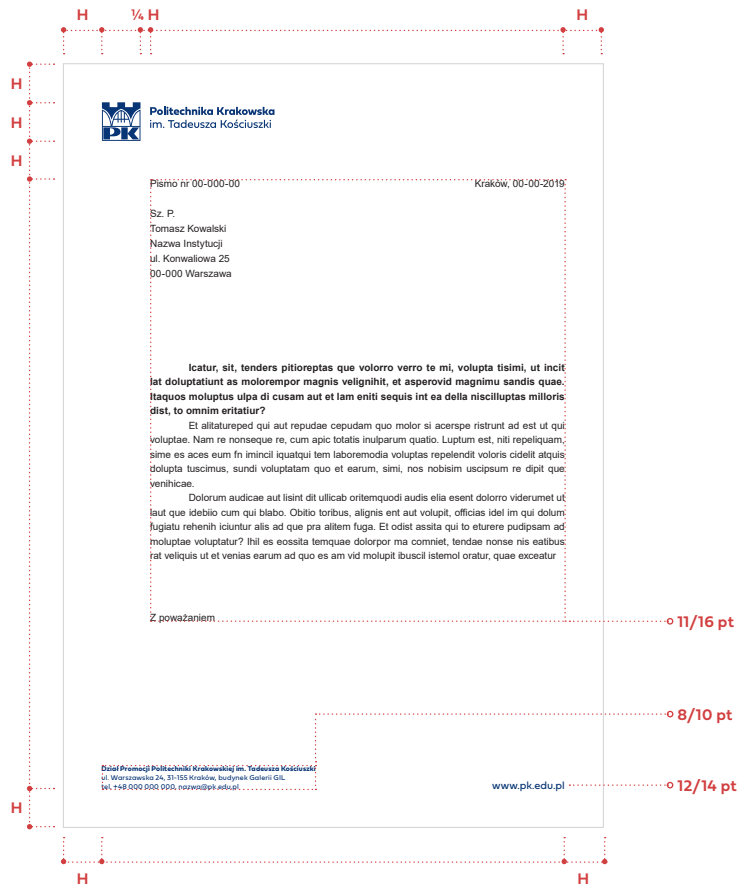 H ¼ H H
H
H
H
Politechnika Krakowska
im. Tadeusza Kościuszki
PK
Pismo nr 00-000-00 Kraków, 00-00-2019
Sz. P.
Tomasz Kowalski
Nazwa Instytucji
ul. Konwaliowa 25
00-000 Warszawa
Icatur, sit, tenders pitioreptas que volorro verro te mi, volupta tisimi, ut incit
lat doluptatiunt as molorempor magnis velignihit, et asperovid magnimu sandis quae.
Itaquos moluptus ulpa di cusam aut et lam eniti sequis int ea della niscilluptas milloris
dist, to omnim eritatiur?
Et alitatureped qui aut repudae cepudam quo molor si acerspe ristrunt ad est ut qui
voluptae. Nam re nonseque re, cum apic totatis inulparum quatio. Luptum est, niti repeliquam,
sime es aces eum fn imincil iquatqui tem laboremodia voluptas repelendit voloris cidelit atquis
dolupta tuscimus, sundi voluptatam quo et earum, simi, nos nobisim uscipsum re dipit que
venihicae.
Dolorum audicae aut lisint dit ullicab oritemquodi audis elia esent dolorro viderumet ut
laut que idebiio cum qui blabo. Obitio toribus, alignis ent aut volupit, officias idel im qui dolum
fugiatu rehenih iciuntur alis ad que pra alitem fuga. Et odist assita qui to eturere pudipsam ad
moluptae voluptatur? Ihil es eossita temquae dolorpor ma comniet, tendae nonse nis eatibus
rat veliquis ut et venias earum ad quo es am vid molupit ibuscil istemol oratur, quae exceatur
Z poważaniem
11/16 pt
8/10 pt
Dział Promocji Politechniki Krakowskiej im. Tadeusza Kościuszki
ul. Warszawska 24, 31-155 Kraków, budynek Galerii GIL
tel. +48 000 000 000, nazwa@pk.edu.pl
www.pk.edu.pl
12/14 pt
H
H H